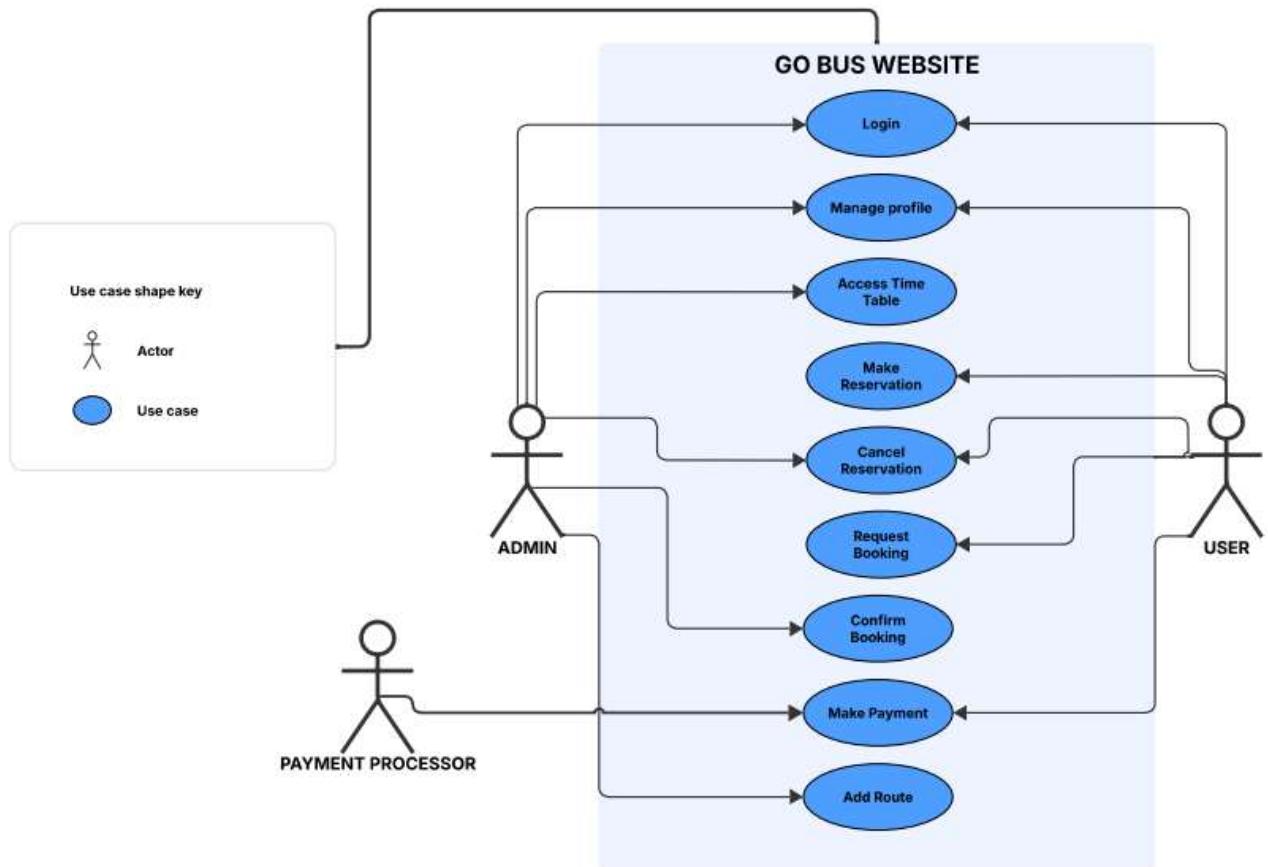 GO BUS WEBSITE
Login
Manage profile
Access Time
Table
Make
Reservation
Cancel
Reservation
Request
Booking
Confirm
Booking
Make Payment
Add Route
Use case shape key
Actor
Use case
ADMIN
USER
PAYMENT PROCESSOR